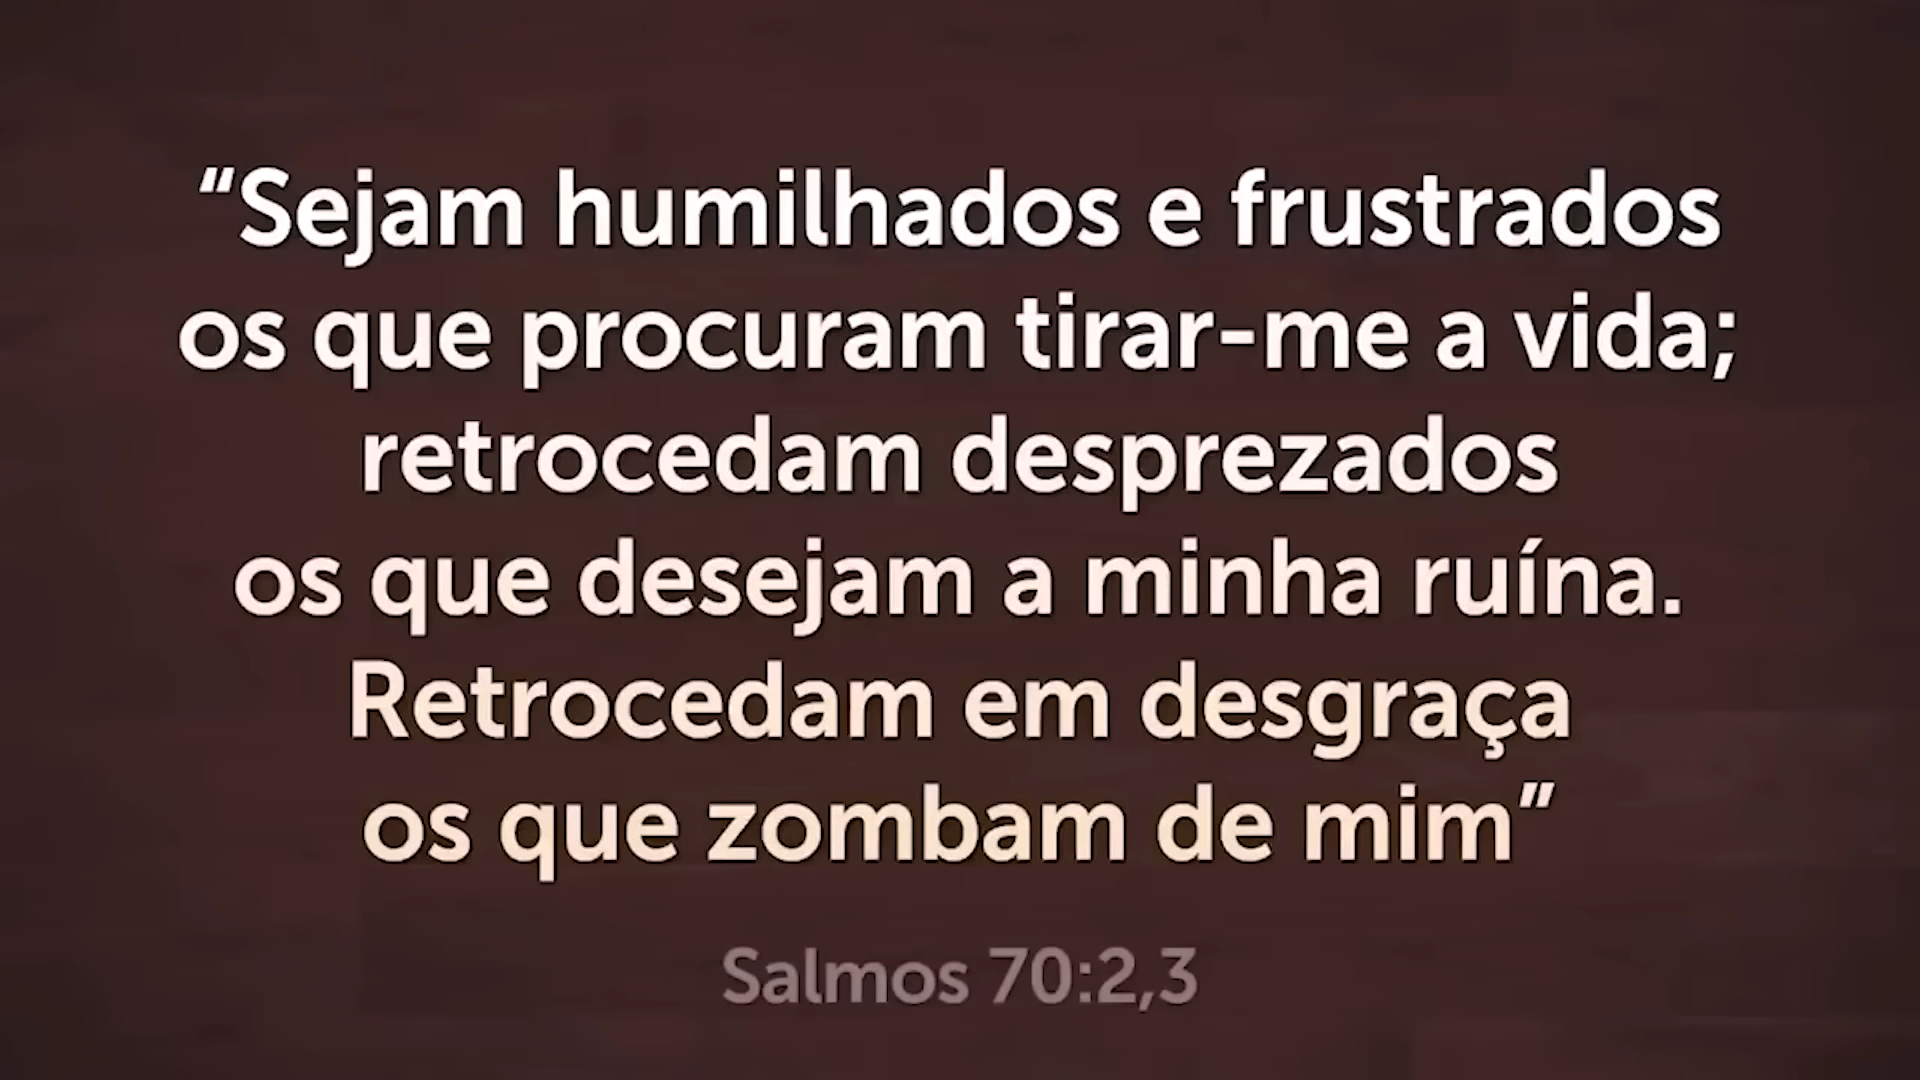 “Sejam humilhados e frustrados
os que procuram tirar-me a vida;
retrocedam desprezados
os que desejam a minha ruína.
Retrocedam em desgraça
os que zombam de mim”
Salmos 70:2,3